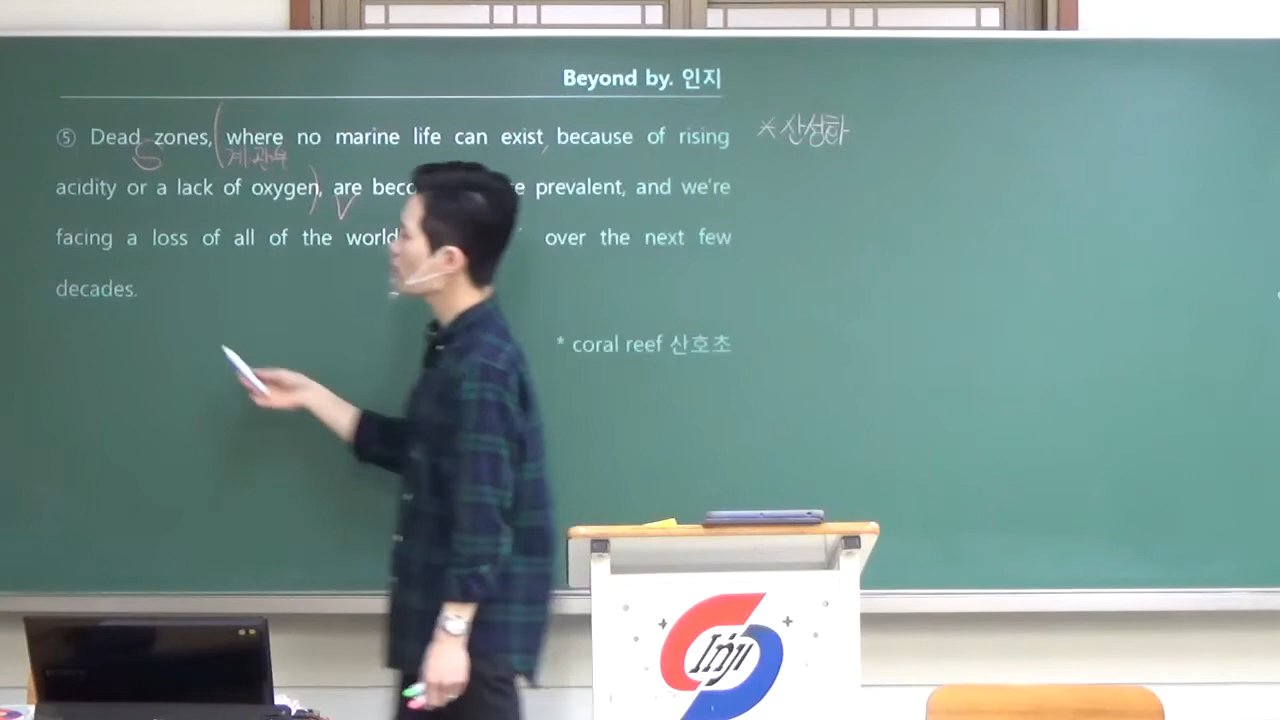 Beyond by. 인지
⑤ Dead zones, where no marine life can exist, because of rising
* 산성화
S
계 관부
acidity or a lack of oxygen, are prevalent, and we're
V
facing a loss of all of the world over the next few
decades.
* coral reef 산호초
Inji